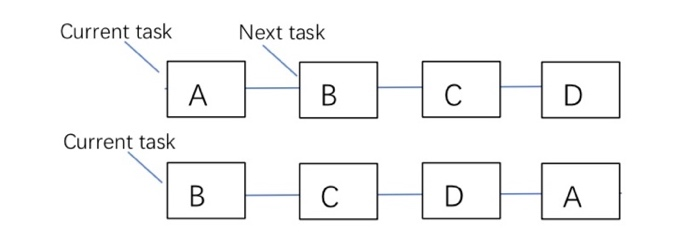 Current task Next task
A B C D
Current task
B C D A